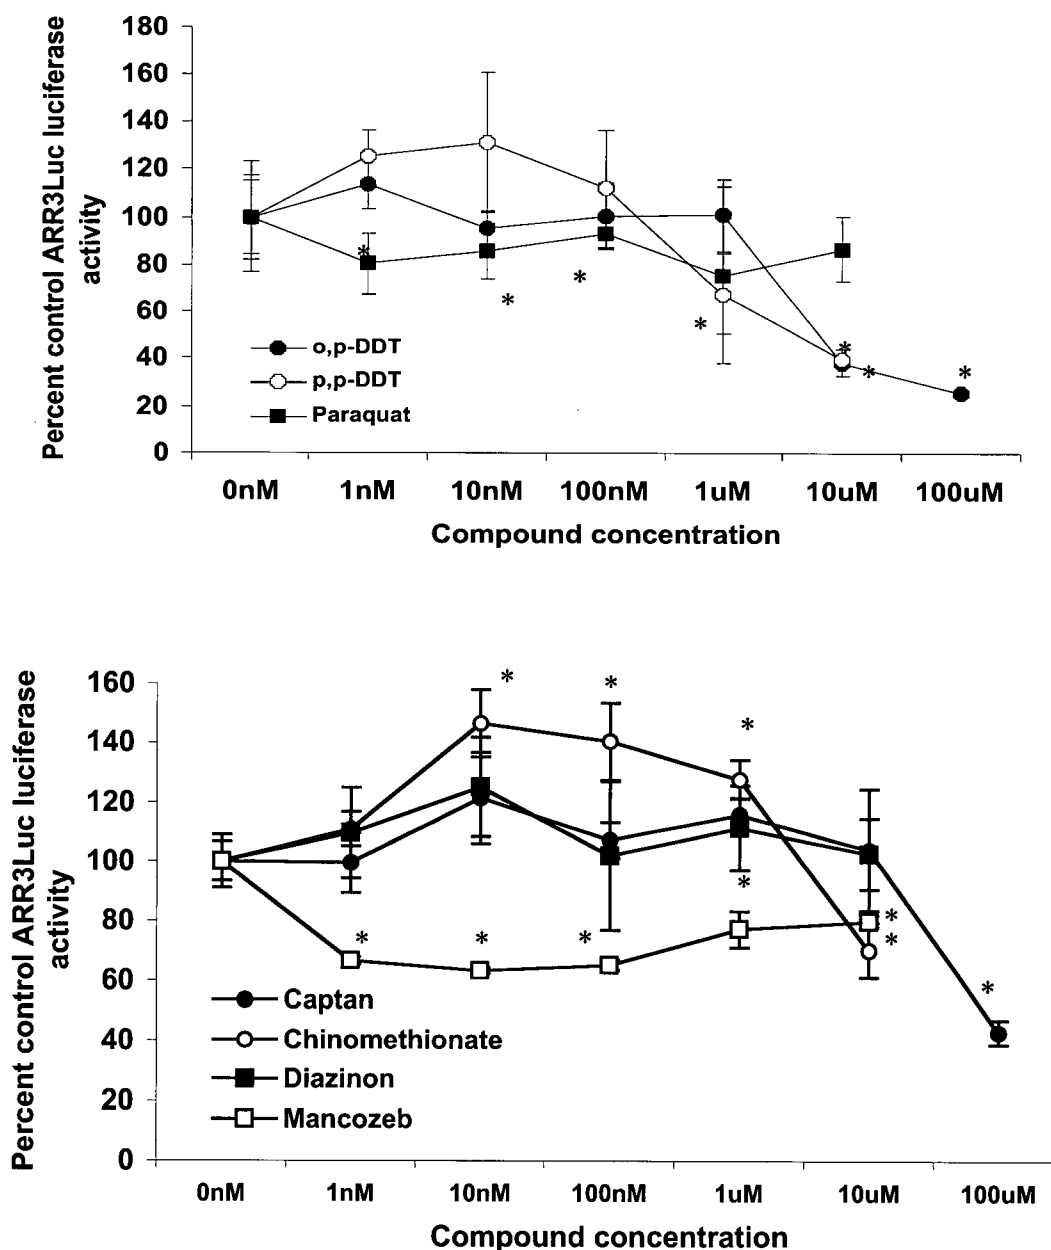 Percent control ARR3Luc luciferase
activity
180
160
140
120
100
80
60
40
20
0
*
*
*
*
*
*
*
o,p-DDT
p,p-DDT
Paraquat
0nM 1nM 10nM 100nM 1uM 10uM 100uM
Compound concentration
Percent control ARR3Luc luciferase
activity
160
140
120
100
80
60
40
20
0
*
*
*
*
*
*
*
*
*
*
Captan
Chinomethionate
Diazinon
Mancozeb
0nM 1nM 10nM 100nM 1uM 10uM 100uM
Compound concentration